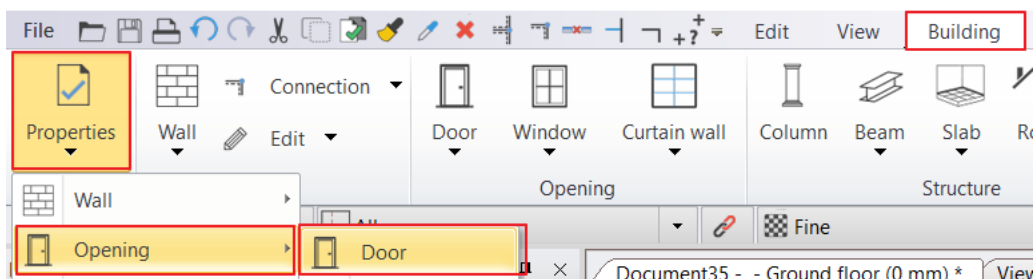 File Edit View Building
Connection
Properties Wall Edit Door Window Curtain wall Column Beam Slab
Opening Structure
Wall
Fine
Opening Door
Document35 - - Ground floor (0 mm) * View